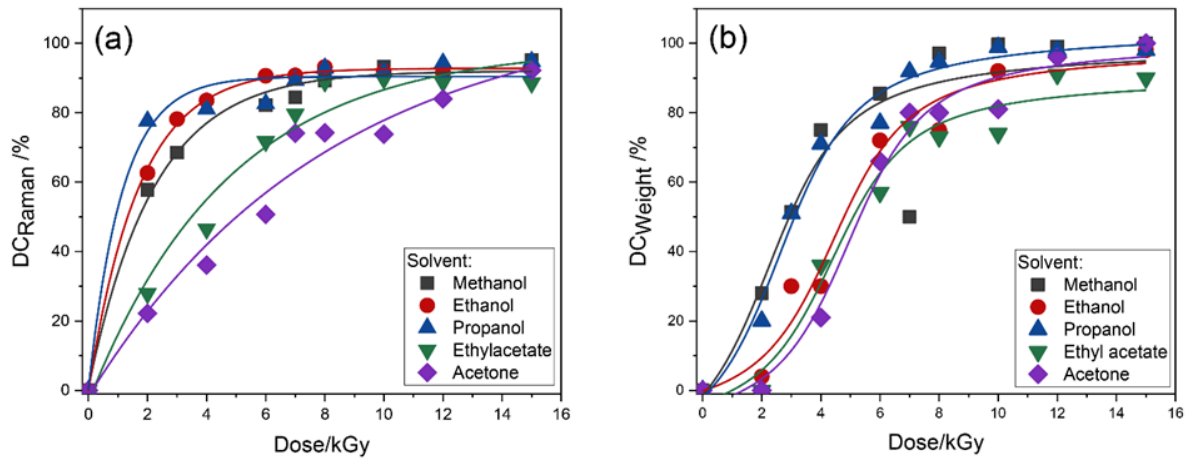 (a)
DCRaman /%
100
80
60
40
20
0
Solvent:
Methanol
Ethanol
Propanol
Ethylacetate
Acetone
0 2 4 6 8 10 12 14 16
Dose/kGy
(b)
DCWeight /%
100
80
60
40
20
0
Solvent:
Methanol
Ethanol
Propanol
Ethyl acetate
Acetone
0 2 4 6 8 10 12 14 16
Dose/kGy